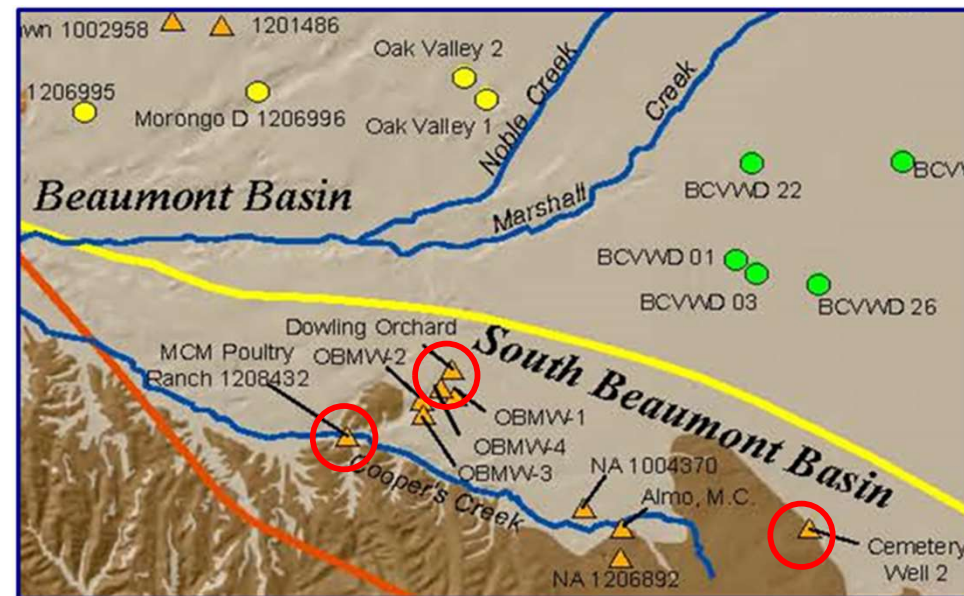 wn 1002958
1201486
Oak Valley 2
1206995
Morongo D 1206996
Oak Valley 1
Noble Creek
Marshall Creek
Beaumont Basin
BCVWD 22
BCVW
BCVWD 01
BCVWD 03
BCVWD 26
Dowling Orchard
MCM Poultry
Ranch 1208432
OBMW-2
South Beaumont Basin
OBMW-1
OBMW-4
OBMW-3
Cooper's Creek
NA 1004370
Almo, M.C.
NA 1206892
Cemetery
Well 2